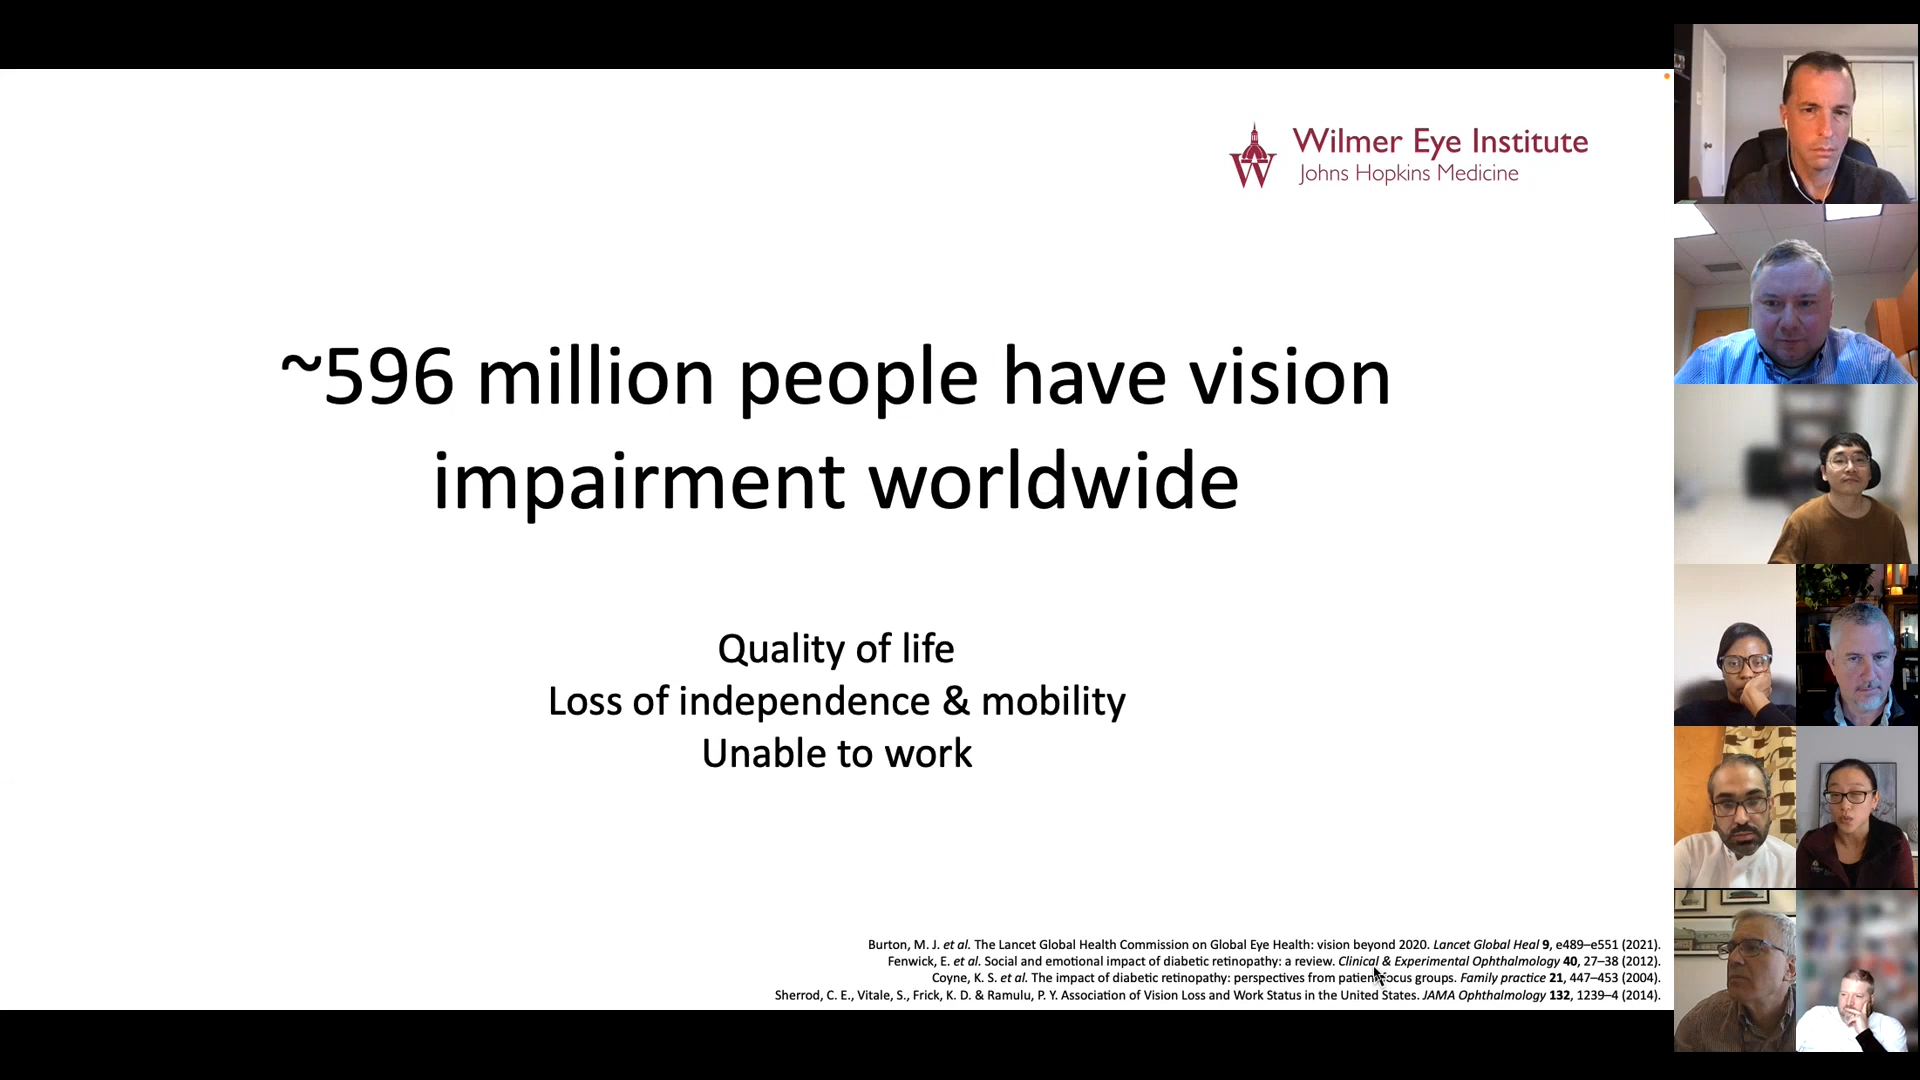 Wilmer Eye Institute
Johns Hopkins Medicine
~596 million people have vision
impairment worldwide
Quality of life
Loss of independence & mobility
Unable to work
Burton, M. J. et al. The Lancet Global Health Commission on Global Eye Health: vision beyond 2020. Lancet Global Heal 9, e489–e551 (2021).
Fenwick, E. et al. Social and emotional impact of diabetic retinopathy: a review. Clinical & Experimental Ophthalmology 40, 27–38 (2012).
Coyne, K. S. et al. The impact of diabetic retinopathy: perspectives from patient focus groups. Family practice 21, 447–453 (2004).
Sherrod, C. E., Vitale, S., Frick, K. D. & Ramulu, P. Y. Association of Vision Loss and Work Status in the United States. JAMA Ophthalmology 132, 1239–4 (2014).